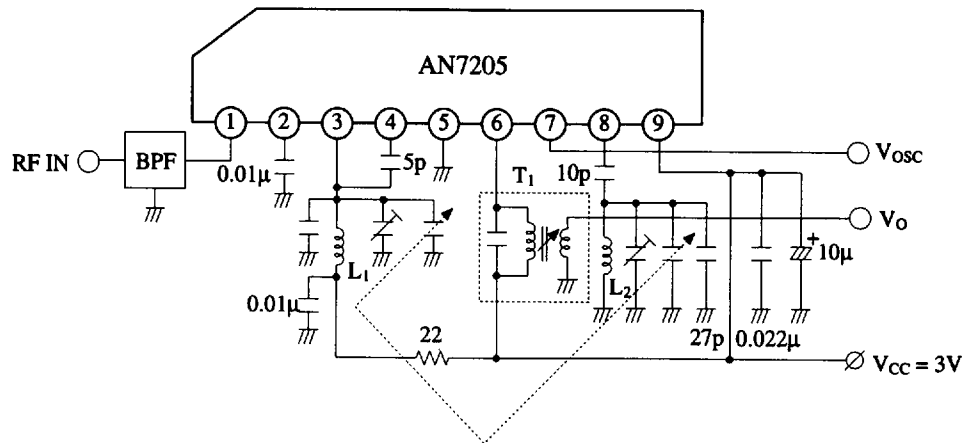 AN7205
1 2 3 4 5 6 7 8 9
RF IN
BPF
0.01μ
5p
T1
10p
VOSC
VO
L1
L2
+
10μ
0.01μ
22
27p
0.022μ
VCC = 3V